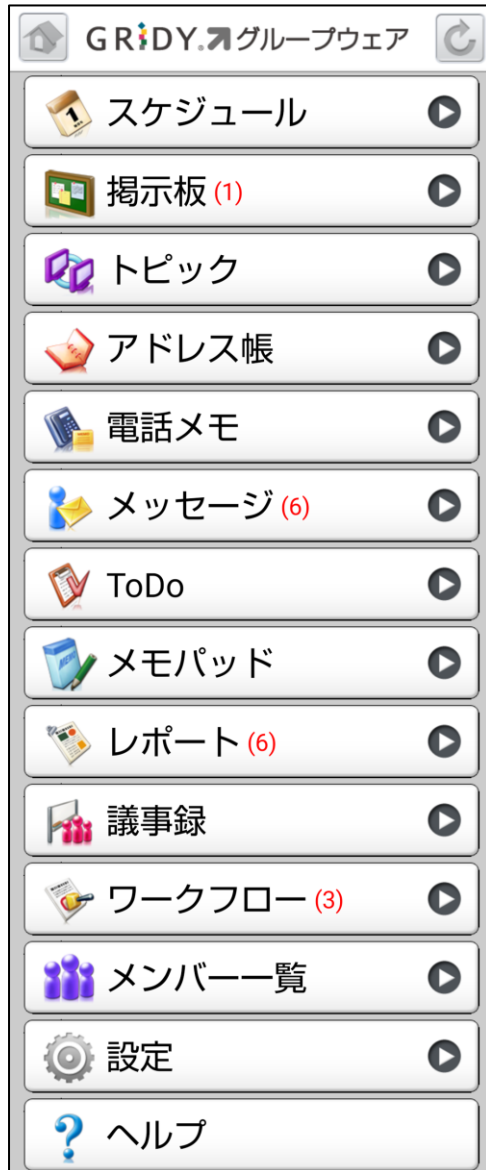 GRiDY.グループウェア
スケジュール
掲示板 (1)
トピック
アドレス帳
電話メモ
メッセージ (6)
ToDo
メモパッド
レポート (6)
議事録
ワークフロー (3)
メンバー一覧
設定
ヘルプ